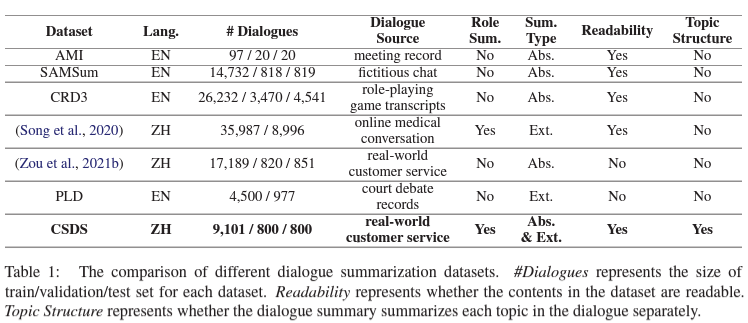 Dataset Lang. # Dialogues Dialogue Source Role Sum. Sum. Type Readability Topic Structure
AMI EN 97 / 20 / 20 meeting record No Abs. Yes No
SAMSum EN 14,732 / 818 / 819 fictitious chat No Abs. Yes No
CRD3 EN 26,232 / 3,470 / 4,541 role-playing game transcripts No Abs. Yes No
(Song et al., 2020) ZH 35,987 / 8,996 online medical conversation Yes Ext. Yes No
(Zou et al., 2021b) ZH 17,189 / 820 / 851 real-world customer service No Abs. No No
PLD EN 4,500 / 977 court debate records No Ext. No No
CSDS ZH 9,101 / 800 / 800 real-world customer service Yes Abs. & Ext. Yes Yes
Table 1: The comparison of different dialogue summarization datasets. #Dialogues represents the size of
train/validation/test set for each dataset. Readability represents whether the contents in the dataset are readable.
Topic Structure represents whether the dialogue summary summarizes each topic in the dialogue separately.